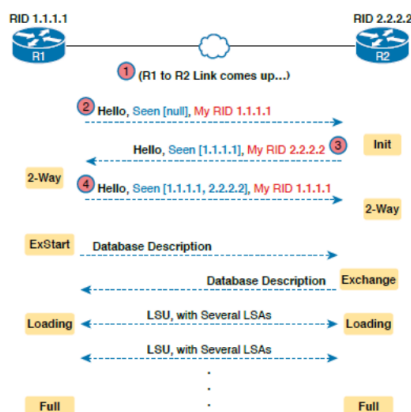 RID 1.1.1.1
RID 2.2.2.2
R1
R2
1 (R1 to R2 Link comes up...)
2 Hello, Seen [null], My RID 1.1.1.1
Init
Hello, Seen [1.1.1.1], My RID 2.2.2.2 3
2-Way
4 Hello, Seen [1.1.1.1, 2.2.2.2], My RID 1.1.1.1
2-Way
ExStart
Database Description
Database Description
Exchange
Loading
LSU, with Several LSAs
Loading
LSU, with Several LSAs
.
.
.
Full
Full